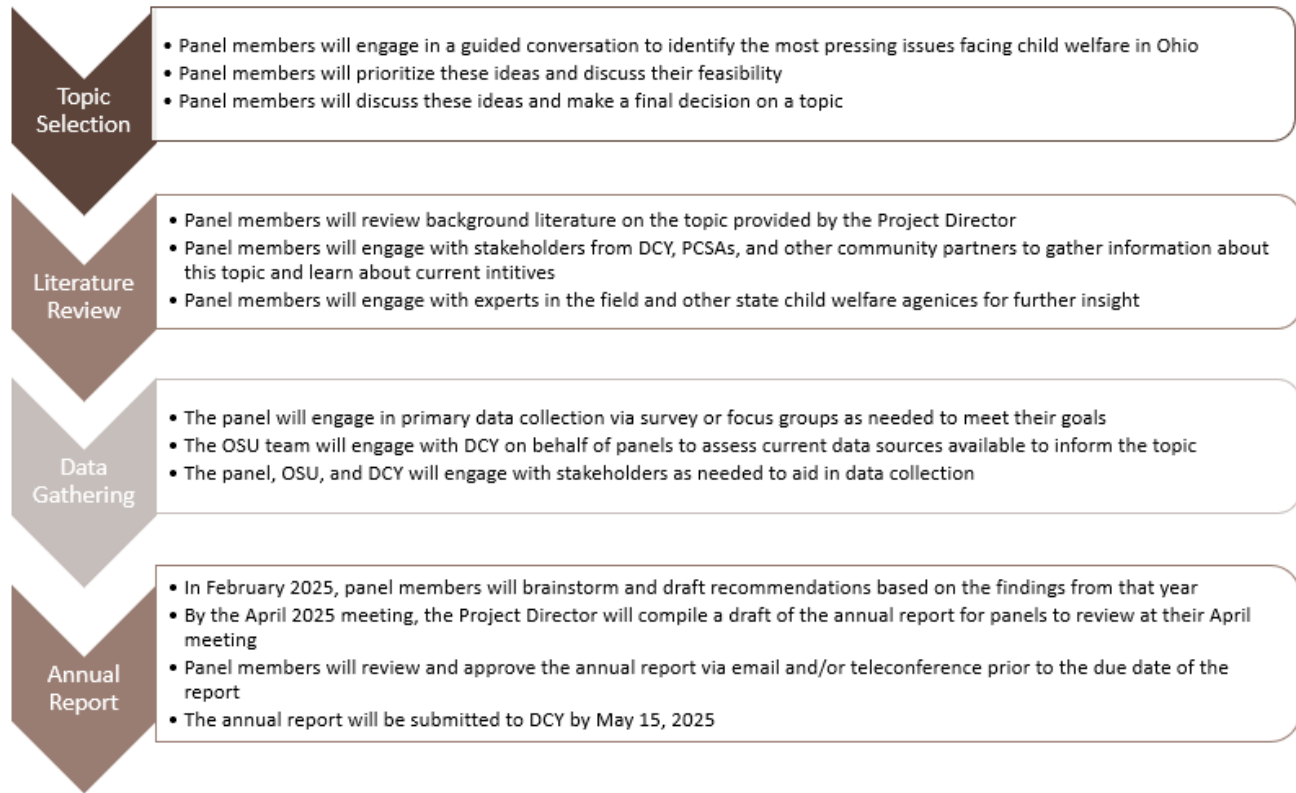 Topic
Selection
• Panel members will engage in a guided conversation to identify the most pressing issues facing child welfare in Ohio
• Panel members will prioritize these ideas and discuss their feasibility
• Panel members will discuss these ideas and make a final decision on a topic
Literature
Review
• Panel members will review background literature on the topic provided by the Project Director
• Panel members will engage with stakeholders from DCY, PCSAs, and other community partners to gather information about
this topic and learn about current intitives
• Panel members will engage with experts in the field and other state child welfare agenices for further insight
Data
Gathering
• The panel will engage in primary data collection via survey or focus groups as needed to meet their goals
• The OSU team will engage with DCY on behalf of panels to assess current data sources available to inform the topic
• The panel, OSU, and DCY will engage with stakeholders as needed to aid in data collection
Annual
Report
• In February 2025, panel members will brainstorm and draft recommendations based on the findings from that year
• By the April 2025 meeting, the Project Director will compile a draft of the annual report for panels to review at their April
meeting
• Panel members will review and approve the annual report via email and/or teleconference prior to the due date of the
report
• The annual report will be submitted to DCY by May 15, 2025